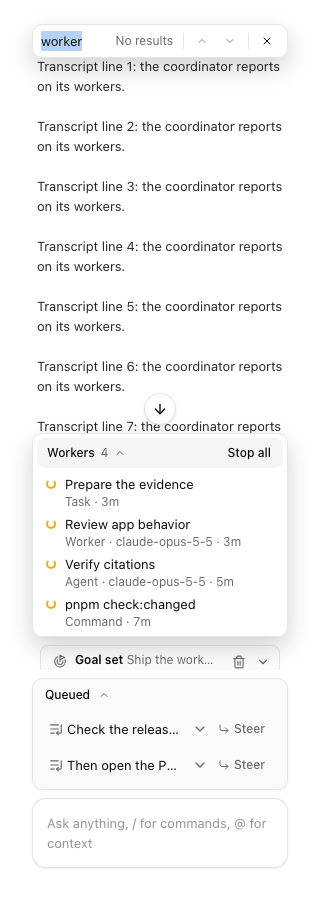 worker No results
Transcript line 1: the coordinator reports
on its workers.
Transcript line 2: the coordinator reports
on its workers.
Transcript line 3: the coordinator reports
on its workers.
Transcript line 4: the coordinator reports
on its workers.
Transcript line 5: the coordinator reports
on its workers.
Transcript line 6: the coordinator reports
on its workers.
Transcript line 7: the coordinator reports
Workers 4 Stop all
Prepare the evidence
Task · 3m
Review app behavior
Worker · claude-opus-5-5 · 3m
Verify citations
Agent · claude-opus-5-5 · 5m
pnpm check:changed
Command · 7m
Goal set Ship the work...
Queued
Check the releas... Steer
Then open the P... Steer
Ask anything, / for commands, @ for
context